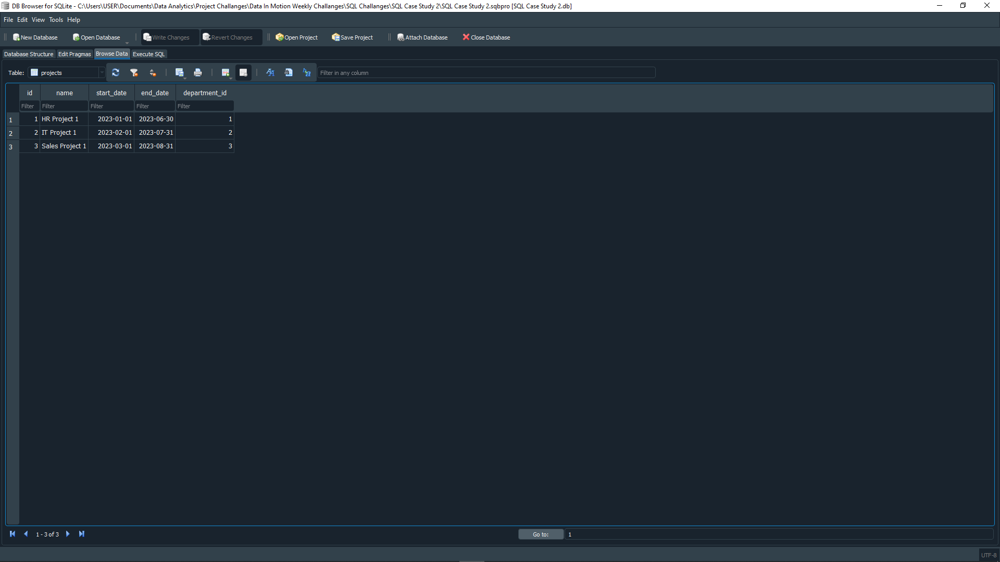 DB Browser for SQLite - C:\Users\USER\Documents\Data Analytics\Project Challanges\Data In Motion Weekly Challanges\SQL Challanges\SQL Case Study 2\SQL Case Study 2.sqbpro [SQL Case Study 2.db]
File Edit View Tools Help
New Database Open Database Write Changes Revert Changes Open Project Save Project Attach Database Close Database
Database Structure Edit Pragmas Browse Data Execute SQL
Table: projects Filter in any column
id name start_date end_date department_id
Filter Filter Filter Filter Filter
1 1 HR Project 1 2023-01-01 2023-06-30 1
2 2 IT Project 1 2023-02-01 2023-07-31 2
3 3 Sales Project 1 2023-03-01 2023-08-31 3
1 - 3 of 3 Go to: 1
UTF-8